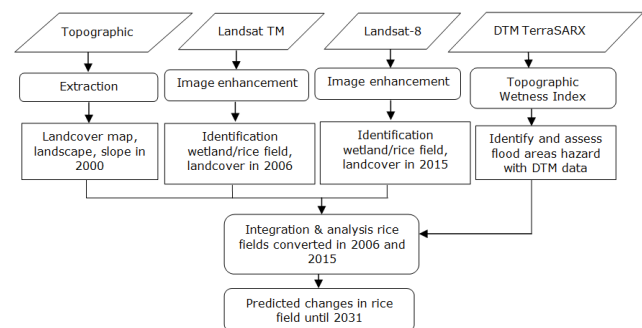 Topographic
Landsat TM
Landsat-8
DTM TerraSARX
Extraction
Image enhancement
Image enhancement
Topographic
Wetness Index
Landcover map,
landscape, slope in
2000
Identification
wetland/rice field,
landcover in 2006
Identification
wetland/rice field,
landcover in 2015
Identify and assess
flood areas hazard
with DTM data
Integration & analysis rice
fields converted in 2006 and
2015
Predicted changes in rice
field until 2031